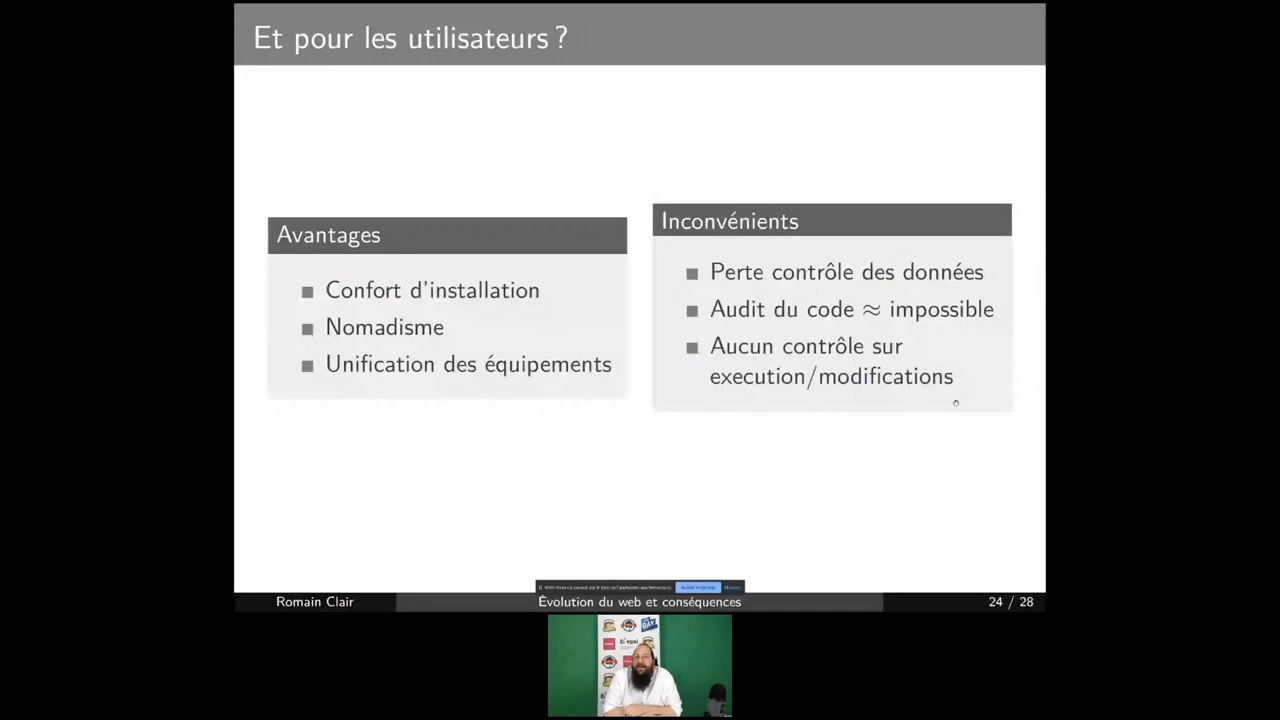 Et pour les utilisateurs ?
Avantages
Confort d'installation
Nomadisme
Unification des équipements
Inconvénients
Perte contrôle des données
Audit du code ≈ impossible
Aucun contrôle sur
execution/modifications
Romain Clair
Évolution du web et conséquences
24 / 28
epsi